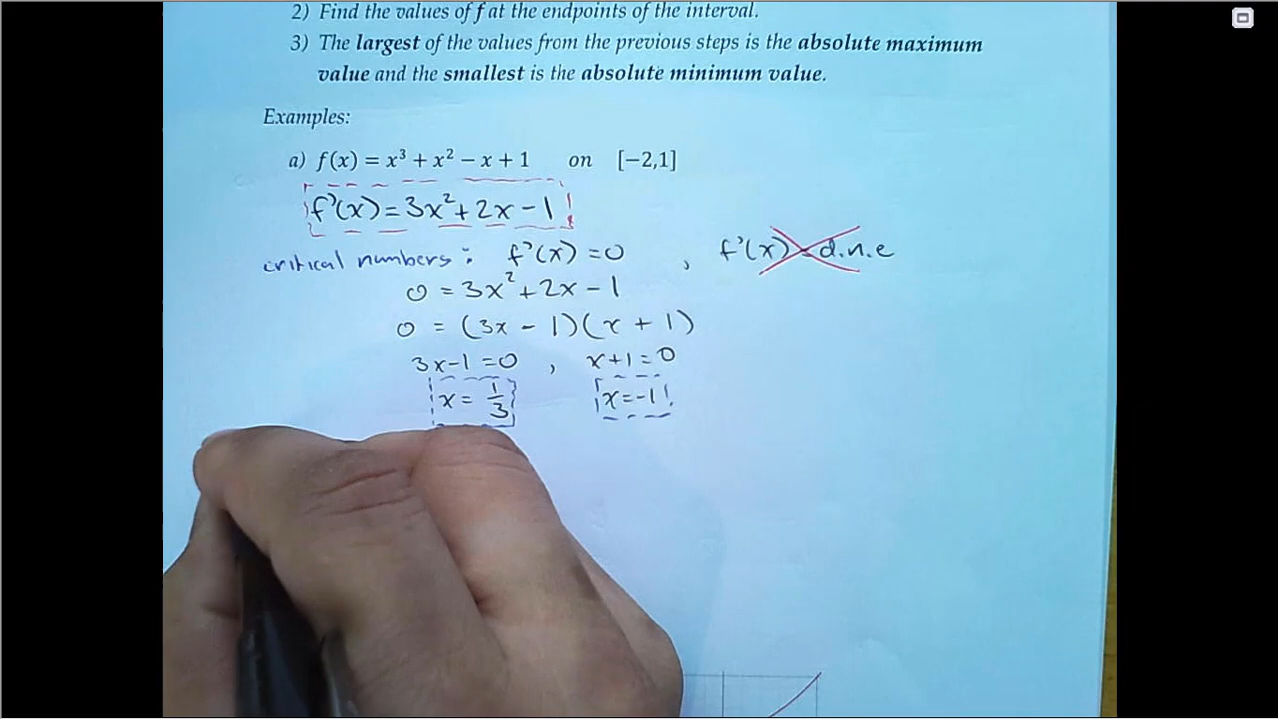 2) Find the values of f at the endpoints of the interval.
3) The largest of the values from the previous steps is the absolute maximum
value and the smallest is the absolute minimum value.
Examples:
a) f(x) = x³ + x² − x + 1 on [−2,1]
f'(x) = 3x² + 2x − 1
critical numbers : f'(x) = 0 , f'(x) = d.n.e
0 = 3x² + 2x − 1
0 = (3x − 1)(x + 1)
3x−1 = 0 , x+1 = 0
x = 1/3 x = −1